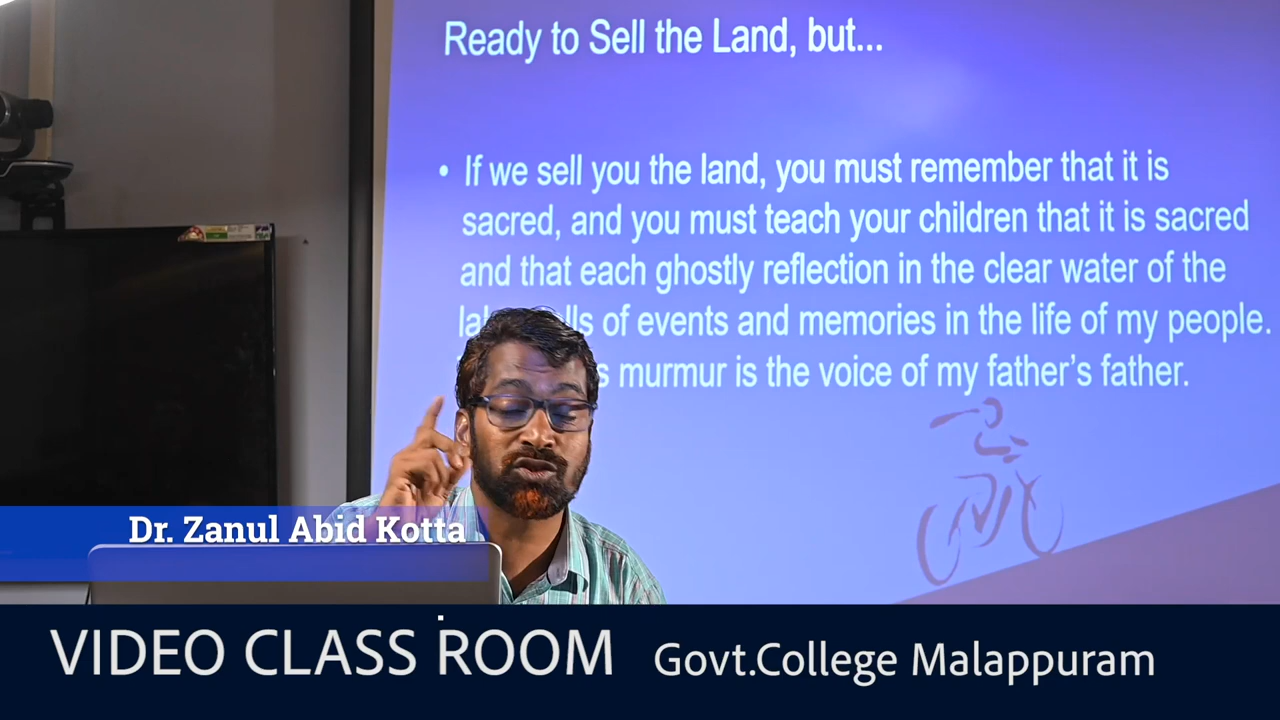 Ready to Sell the Land, but...
• If we sell you the land, you must remember that it is
sacred, and you must teach your children that it is sacred
and that each ghostly reflection in the clear water of the
of events and memories in the life of my people.
murmur is the voice of my father's father.
Dr. Zanul Abid Kotta
VIDEO CLASS ROOM Govt.College Malappuram